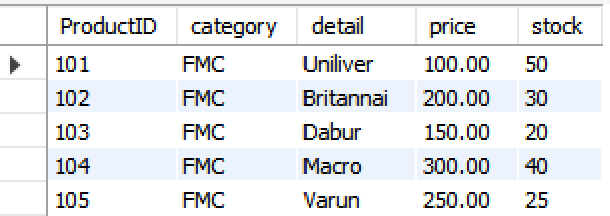 ProductID category detail price stock
101 FMC Uniliver 100.00 50
102 FMC Britannai 200.00 30
103 FMC Dabur 150.00 20
104 FMC Macro 300.00 40
105 FMC Varun 250.00 25